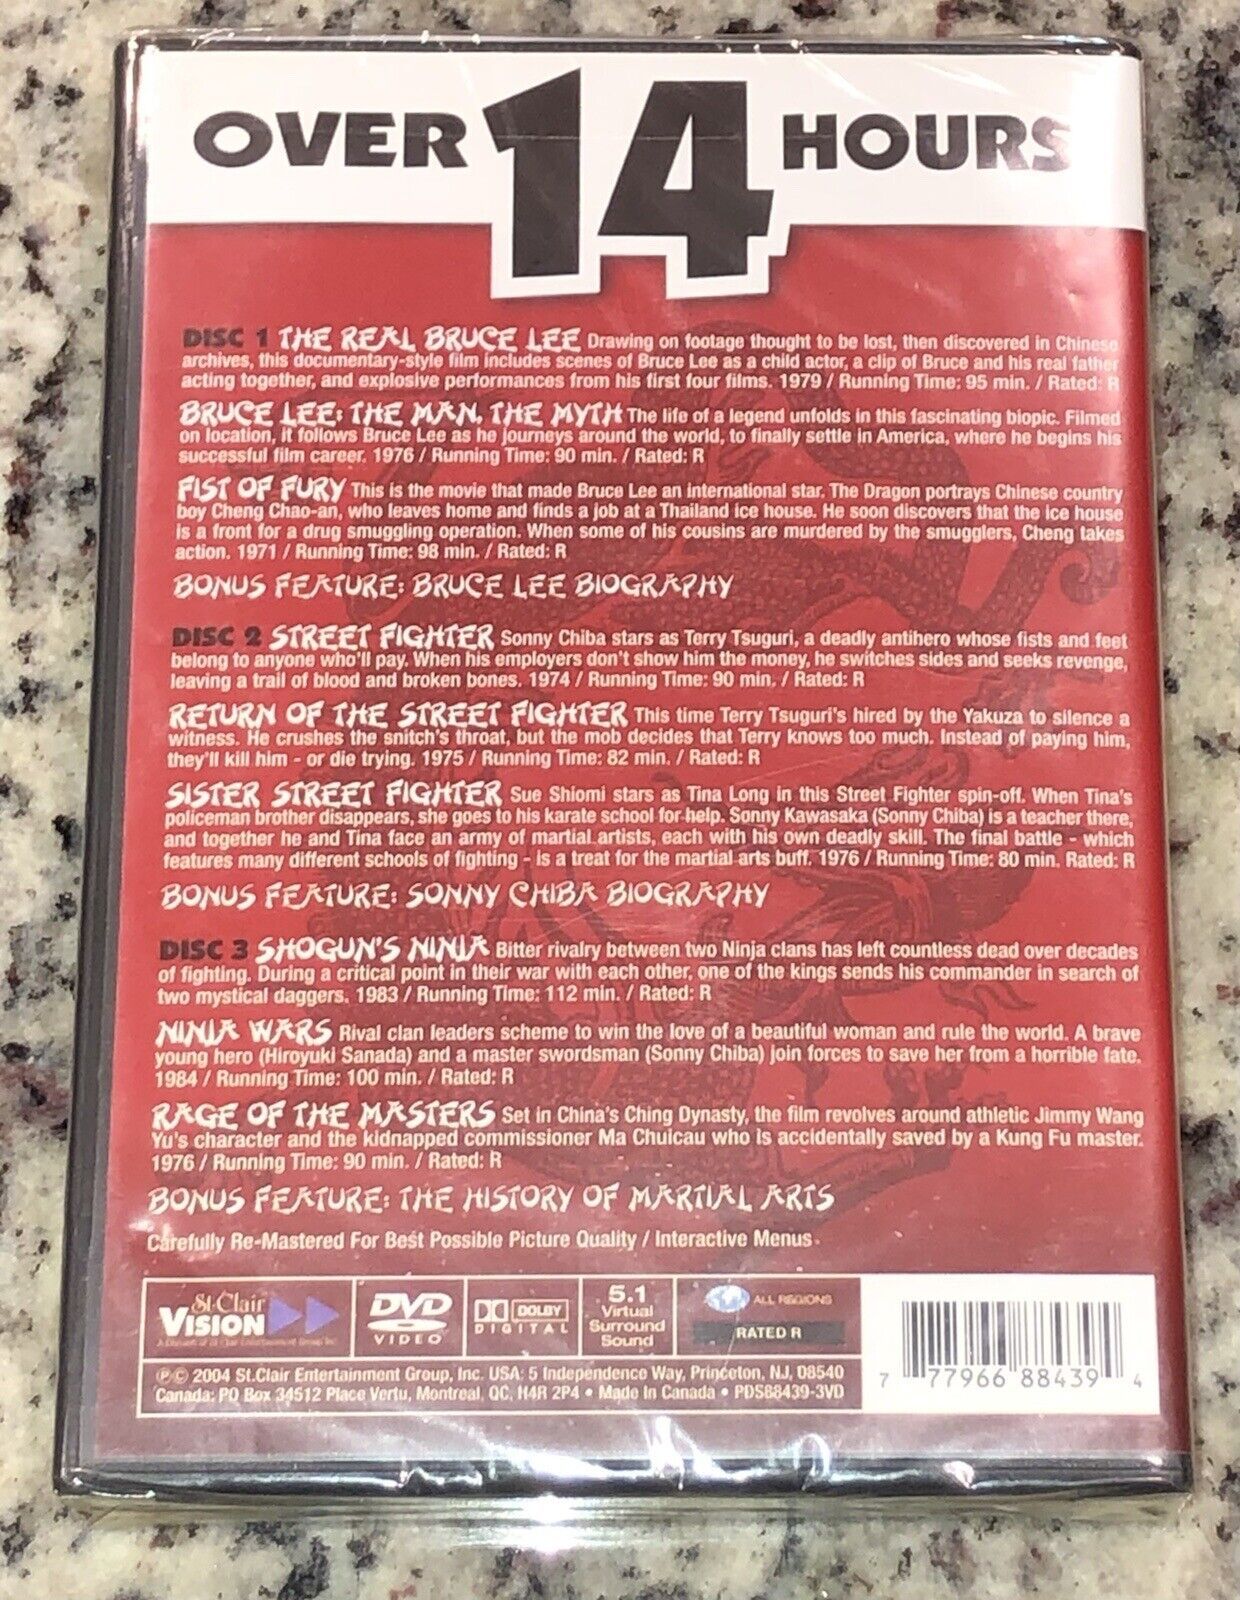 OVER 14 HOURS
DISC 1 THE REAL BRUCE LEE Drawing on footage thought to be lost, then discovered in Chinese
archives, this documentary-style film includes scenes of Bruce Lee as a child actor, a clip of Bruce and his real father
acting together, and explosive performances from his first four films. 1979 / Running Time: 95 min. / Rated: R
BRUCE LEE: THE MAN, THE MYTH The life of a legend unfolds in this fascinating biopic. Filmed
on location, it follows Bruce Lee as he journeys around the world, to finally settle in America, where he begins his
successful film career. 1976 / Running Time: 90 min. / Rated: R
FIST OF FURY This is the movie that made Bruce Lee an international star. The Dragon portrays Chinese country
boy Cheng Chao-an, who leaves home and finds a job at a Thailand ice house. He soon discovers that the ice house
is a front for a drug smuggling operation. When some of his cousins are murdered by the smugglers, Cheng takes
action. 1971 / Running Time: 98 min. / Rated: R
BONUS FEATURE: BRUCE LEE BIOGRAPHY
DISC 2 STREET FIGHTER Sonny Chiba stars as Terry Tsuguri, a deadly antihero whose fists and feet
belong to anyone who'll pay. When his employers don't show him the money, he switches sides and seeks revenge,
leaving a trail of blood and broken bones. 1974 / Running Time: 90 min. / Rated: R
RETURN OF THE STREET FIGHTER This time Terry Tsuguri's hired by the Yakuza to silence a
witness. He crushes the snitch's throat, but the mob decides that Terry knows too much. Instead of paying him,
they'll kill him - or die trying. 1975 / Running Time: 82 min. / Rated: R
SISTER STREET FIGHTER Sue Shiomi stars as Tina Long in this Street Fighter spin-off. When Tina's
policeman brother disappears, she goes to his karate school for help. Sonny Kawasaka (Sonny Chiba) is a teacher there,
and together he and Tina face an army of martial artists, each with his own deadly skill. The final battle - which
features many different schools of fighting - is a treat for the martial arts buff. 1976 / Running Time: 80 min. Rated: R
BONUS FEATURE: SONNY CHIBA BIOGRAPHY
DISC 3 SHOGUN'S NINJA Bitter rivalry between two Ninja clans has left countless dead over decades
of fighting. During a critical point in their war with each other, one of the kings sends his commander in search of
two mystical daggers. 1983 / Running Time: 112 min. / Rated: R
NINJA WARS Rival clan leaders scheme to win the love of a beautiful woman and rule the world. A brave
young hero (Hiroyuki Sanada) and a master swordsman (Sonny Chiba) join forces to save her from a horrible fate.
1984 / Running Time: 100 min. / Rated: R
RAGE OF THE MASTERS Set in China's Ching Dynasty, the film revolves around athletic Jimmy Wang
Yu's character and the kidnapped commissioner Ma Chuicau who is accidentally saved by a Kung Fu master.
1976 / Running Time: 90 min. / Rated: R
BONUS FEATURE: THE HISTORY OF MARTIAL ARTS
Carefully Re-Mastered For Best Possible Picture Quality / Interactive Menus
St·Clair
VISION
A Division of St. Clair Entertainment Group Inc.
DVD
VIDEO
DOLBY
DIGITAL
5.1
Virtual
Surround
Sound
ALL REGIONS
RATED R
℗© 2004 St.Clair Entertainment Group, Inc. USA: 5 Independence Way, Princeton, NJ, 08540
Canada: PO Box 34512 Place Vertu, Montreal, QC, H4R 2P4 • Made In Canada • PDS88439-3VD
7 77966 88439 4